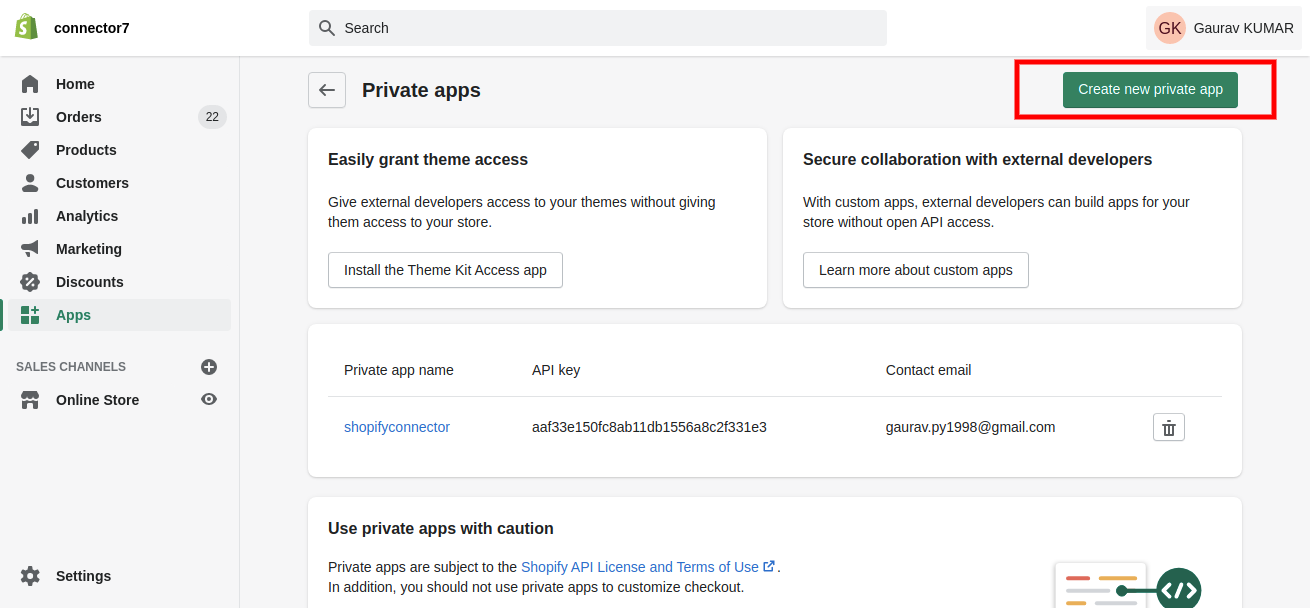 connector7
Search
GK Gaurav KUMAR
Home
Orders 22
Products
Customers
Analytics
Marketing
Discounts
Apps
SALES CHANNELS
Online Store
Settings
Private apps
Create new private app
Easily grant theme access
Give external developers access to your themes without giving
them access to your store.
Install the Theme Kit Access app
Secure collaboration with external developers
With custom apps, external developers can build apps for your
store without open API access.
Learn more about custom apps
Private app name API key Contact email
shopifyconnector aaf33e150fc8ab11db1556a8c2f331e3 gaurav.py1998@gmail.com
Use private apps with caution
Private apps are subject to the Shopify API License and Terms of Use .
In addition, you should not use private apps to customize checkout.